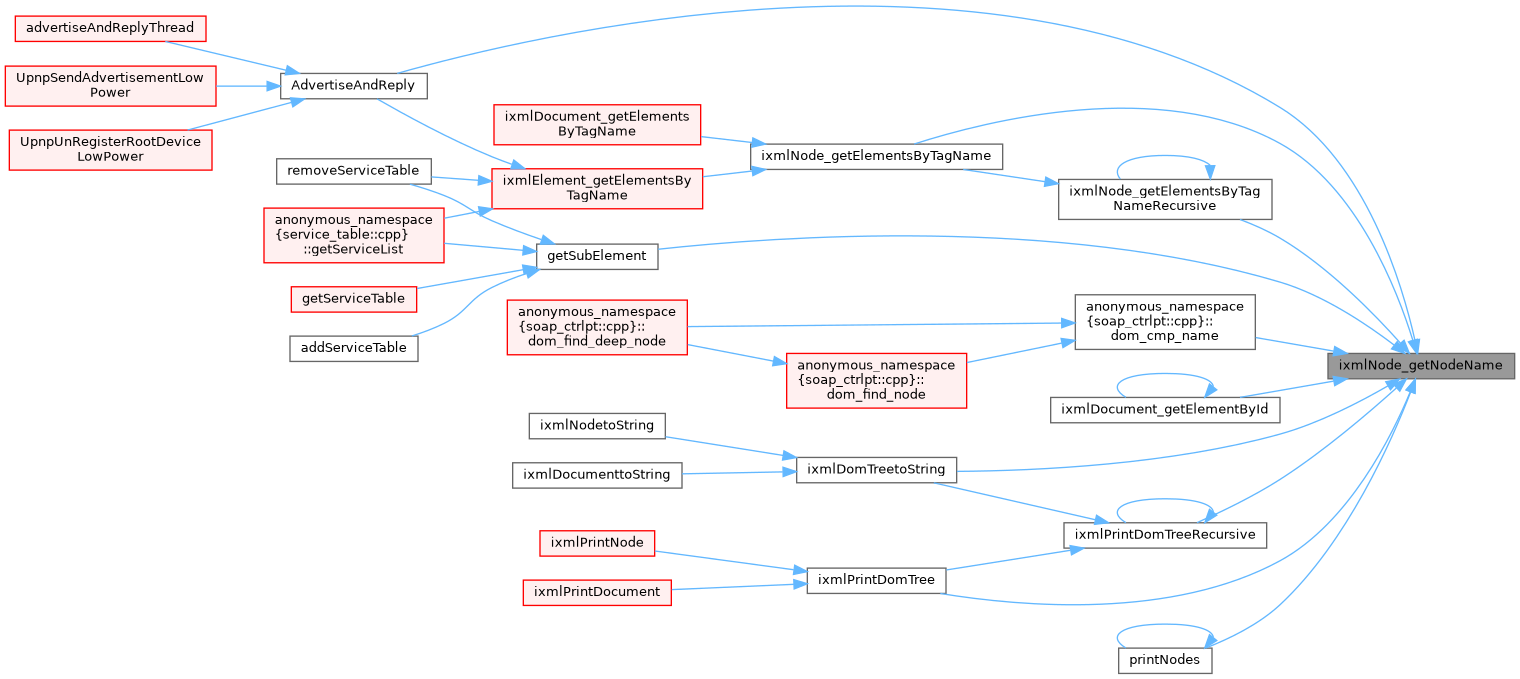 advertiseAndReplyThread
UpnpSendAdvertisementLow
Power
UpnpUnRegisterRootDevice
LowPower
AdvertiseAndReply
removeServiceTable
anonymous_namespace
{service_table::cpp}
::getServiceList
getServiceTable
addServiceTable
ixmlDocument_getElements
ByTagName
ixmlElement_getElementsBy
TagName
getSubElement
anonymous_namespace
{soap_ctrlpt::cpp}::
dom_find_deep_node
ixmlNodetoString
ixmlDocumenttoString
ixmlPrintNode
ixmlPrintDocument
ixmlNode_getElementsByTagName
anonymous_namespace
{soap_ctrlpt::cpp}::
dom_find_node
ixmlDomTreetoString
ixmlPrintDomTree
ixmlNode_getElementsByTag
NameRecursive
anonymous_namespace
{soap_ctrlpt::cpp}::
dom_cmp_name
ixmlDocument_getElementById
ixmlPrintDomTreeRecursive
printNodes
ixmlNode_getNodeName